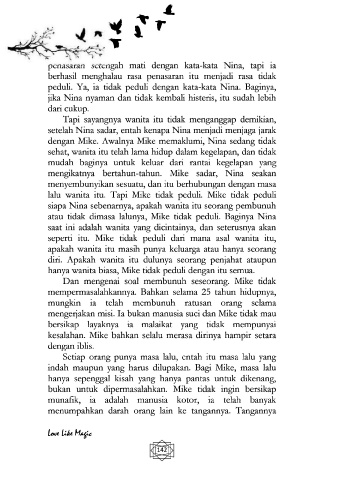 penasaran setengah mati dengan kata-kata Nina, tapi ia
berhasil menghalau rasa penasaran itu menjadi rasa tidak
peduli. Ya, ia tidak peduli dengan kata-kata Nina. Baginya,
jika Nina nyaman dan tidak kembali histeris, itu sudah lebih
dari cukup.
Tapi sayangnya wanita itu tidak menganggap demikian,
setelah Nina sadar, entah kenapa Nina menjadi menjaga jarak
dengan Mike. Awalnya Mike memaklumi, Nina sedang tidak
sehat, wanita itu telah lama hidup dalam kegelapan, dan tidak
mudah baginya untuk keluar dari rantai kegelapan yang
mengikatnya bertahun-tahun. Mike sadar, Nina seakan
menyembunyikan sesuatu, dan itu berhubungan dengan masa
lalu wanita itu. Tapi Mike tidak peduli. Mike tidak peduli
siapa Nina sebenarnya, apakah wanita itu seorang pembunuh
atau tidak dimasa lalunya, Mike tidak peduli. Baginya Nina
saat ini adalah wanita yang dicintainya, dan seterusnya akan
seperti itu. Mike tidak peduli dari mana asal wanita itu,
apakah wanita itu masih punya keluarga atau hanya seorang
diri. Apakah wanita itu dulunya seorang penjahat ataupun
hanya wanita biasa, Mike tidak peduli dengan itu semua.
Dan mengenai soal membunuh seseorang. Mike tidak
mempermasalahkannya. Bahkan selama 25 tahun hidupnya,
mungkin ia telah membunuh ratusan orang selama
mengerjakan misi. Ia bukan manusia suci dan Mike tidak mau
bersikap layaknya ia malaikat yang tidak mempunyai
kesalahan. Mike bahkan selalu merasa dirinya hampir setara
dengan iblis.
Setiap orang punya masa lalu, entah itu masa lalu yang
indah maupun yang harus dilupakan. Bagi Mike, masa lalu
hanya sepenggal kisah yang hanya pantas untuk dikenang,
bukan untuk dipermasalahkan. Mike tidak ingin bersikap
munafik, ia adalah manusia kotor, ia telah banyak
menumpahkan darah orang lain ke tangannya. Tangannya
Love Like Magic
142